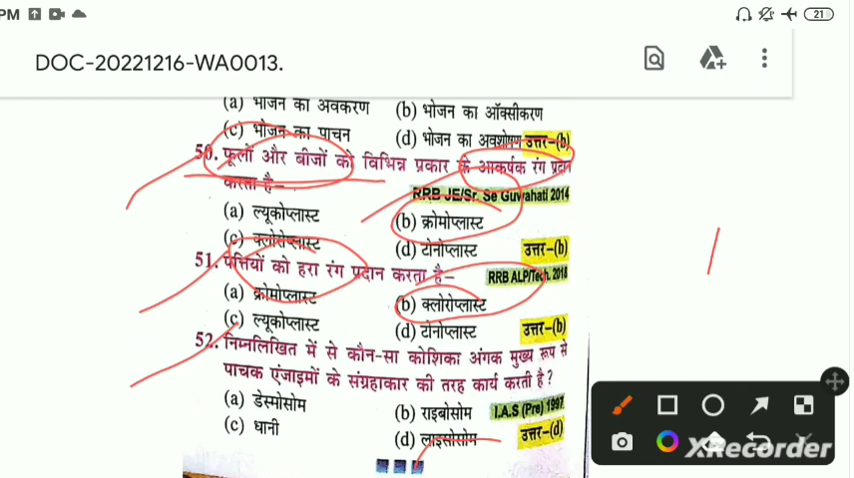 PM 21
DOC-20221216-WA0013.
(a) भोजन का अवकरण (b) भोजन का ऑक्सीकरण
(c) भोजन का पाचन (d) भोजन का अवशोषण उत्तर–(b)
50. फूलों और बीजों को विभिन्न प्रकार के आकर्षक रंग प्रदान
करता है– RRB JE/Sr. Se Guwahati 2014
(a) ल्यूकोप्लास्ट (b) क्रोमोप्लास्ट
(c) क्लोरोप्लास्ट (d) टोनोप्लास्ट उत्तर–(b)
51. पत्तियों को हरा रंग प्रदान करता है– RRB ALP/Tech. 2018
(a) क्रोमोप्लास्ट (b) क्लोरोप्लास्ट
(c) ल्यूकोप्लास्ट (d) टोनोप्लास्ट उत्तर–(b)
52. निम्नलिखित में से कौन-सा कोशिका अंगक मुख्य रूप से
पाचक एंजाइमों के संग्रहाकार की तरह कार्य करती है?
(a) डेस्मोसोम (b) राइबोसोम I.A.S (Pre) 1997
(c) धानी (d) लाइसोसोम उत्तर–(d)
XRecorder